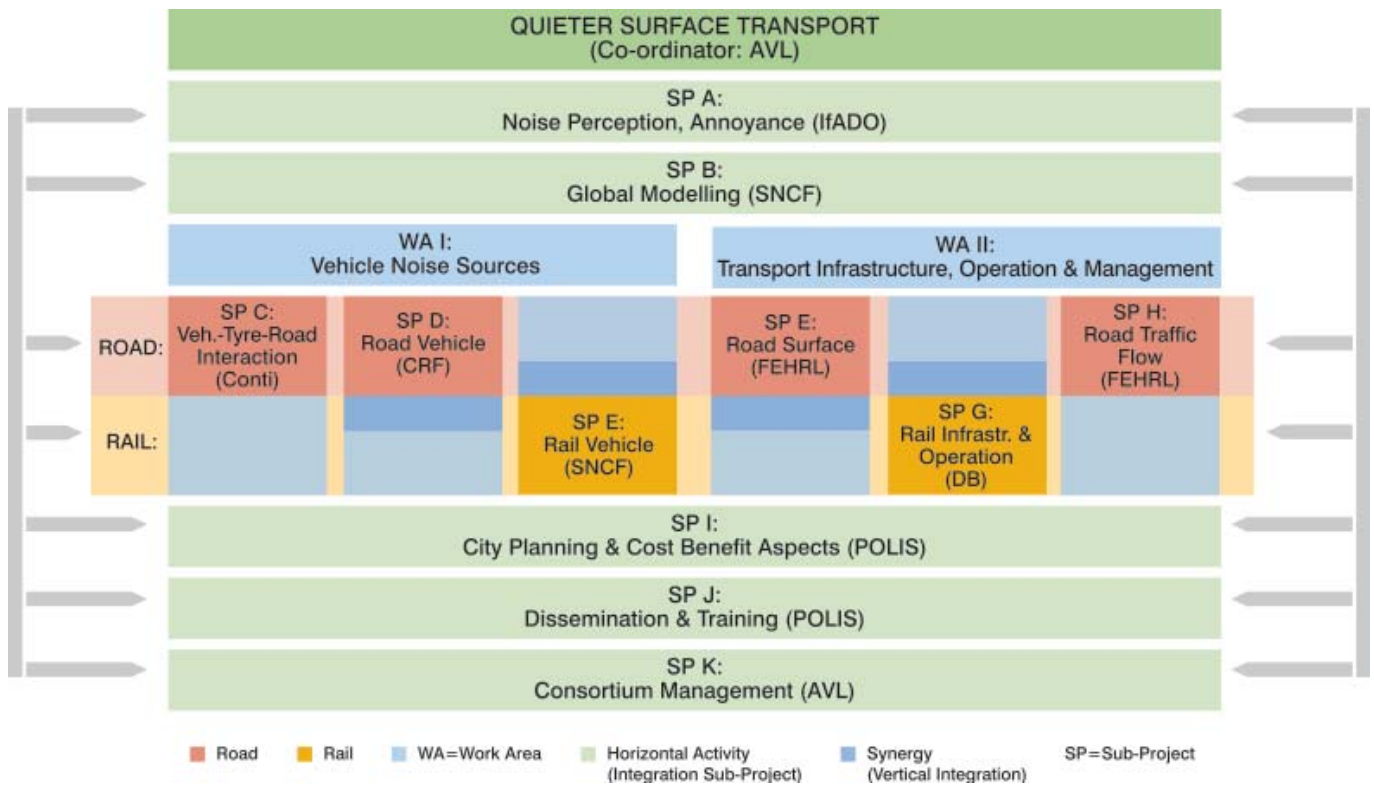 QUIETER SURFACE TRANSPORT
(Co-ordinator: AVL)
SP A:
Noise Perception, Annoyance (IfADO)
SP B:
Global Modelling (SNCF)
WA I:
Vehicle Noise Sources
WA II:
Transport Infrastructure, Operation & Management
ROAD:
SP C:
Veh.-Tyre-Road
Interaction
(Conti)
SP D:
Road Vehicle
(CRF)
SP E:
Road Surface
(FEHRL)
SP H:
Road Traffic
Flow
(FEHRL)
RAIL:
SP E:
Rail Vehicle
(SNCF)
SP G:
Rail Infrastr. &
Operation
(DB)
SP I:
City Planning & Cost Benefit Aspects (POLIS)
SP J:
Dissemination & Training (POLIS)
SP K:
Consortium Management (AVL)
Road
Rail
WA=Work Area
Horizontal Activity
(Integration Sub-Project)
Synergy
(Vertical Integration)
SP=Sub-Project